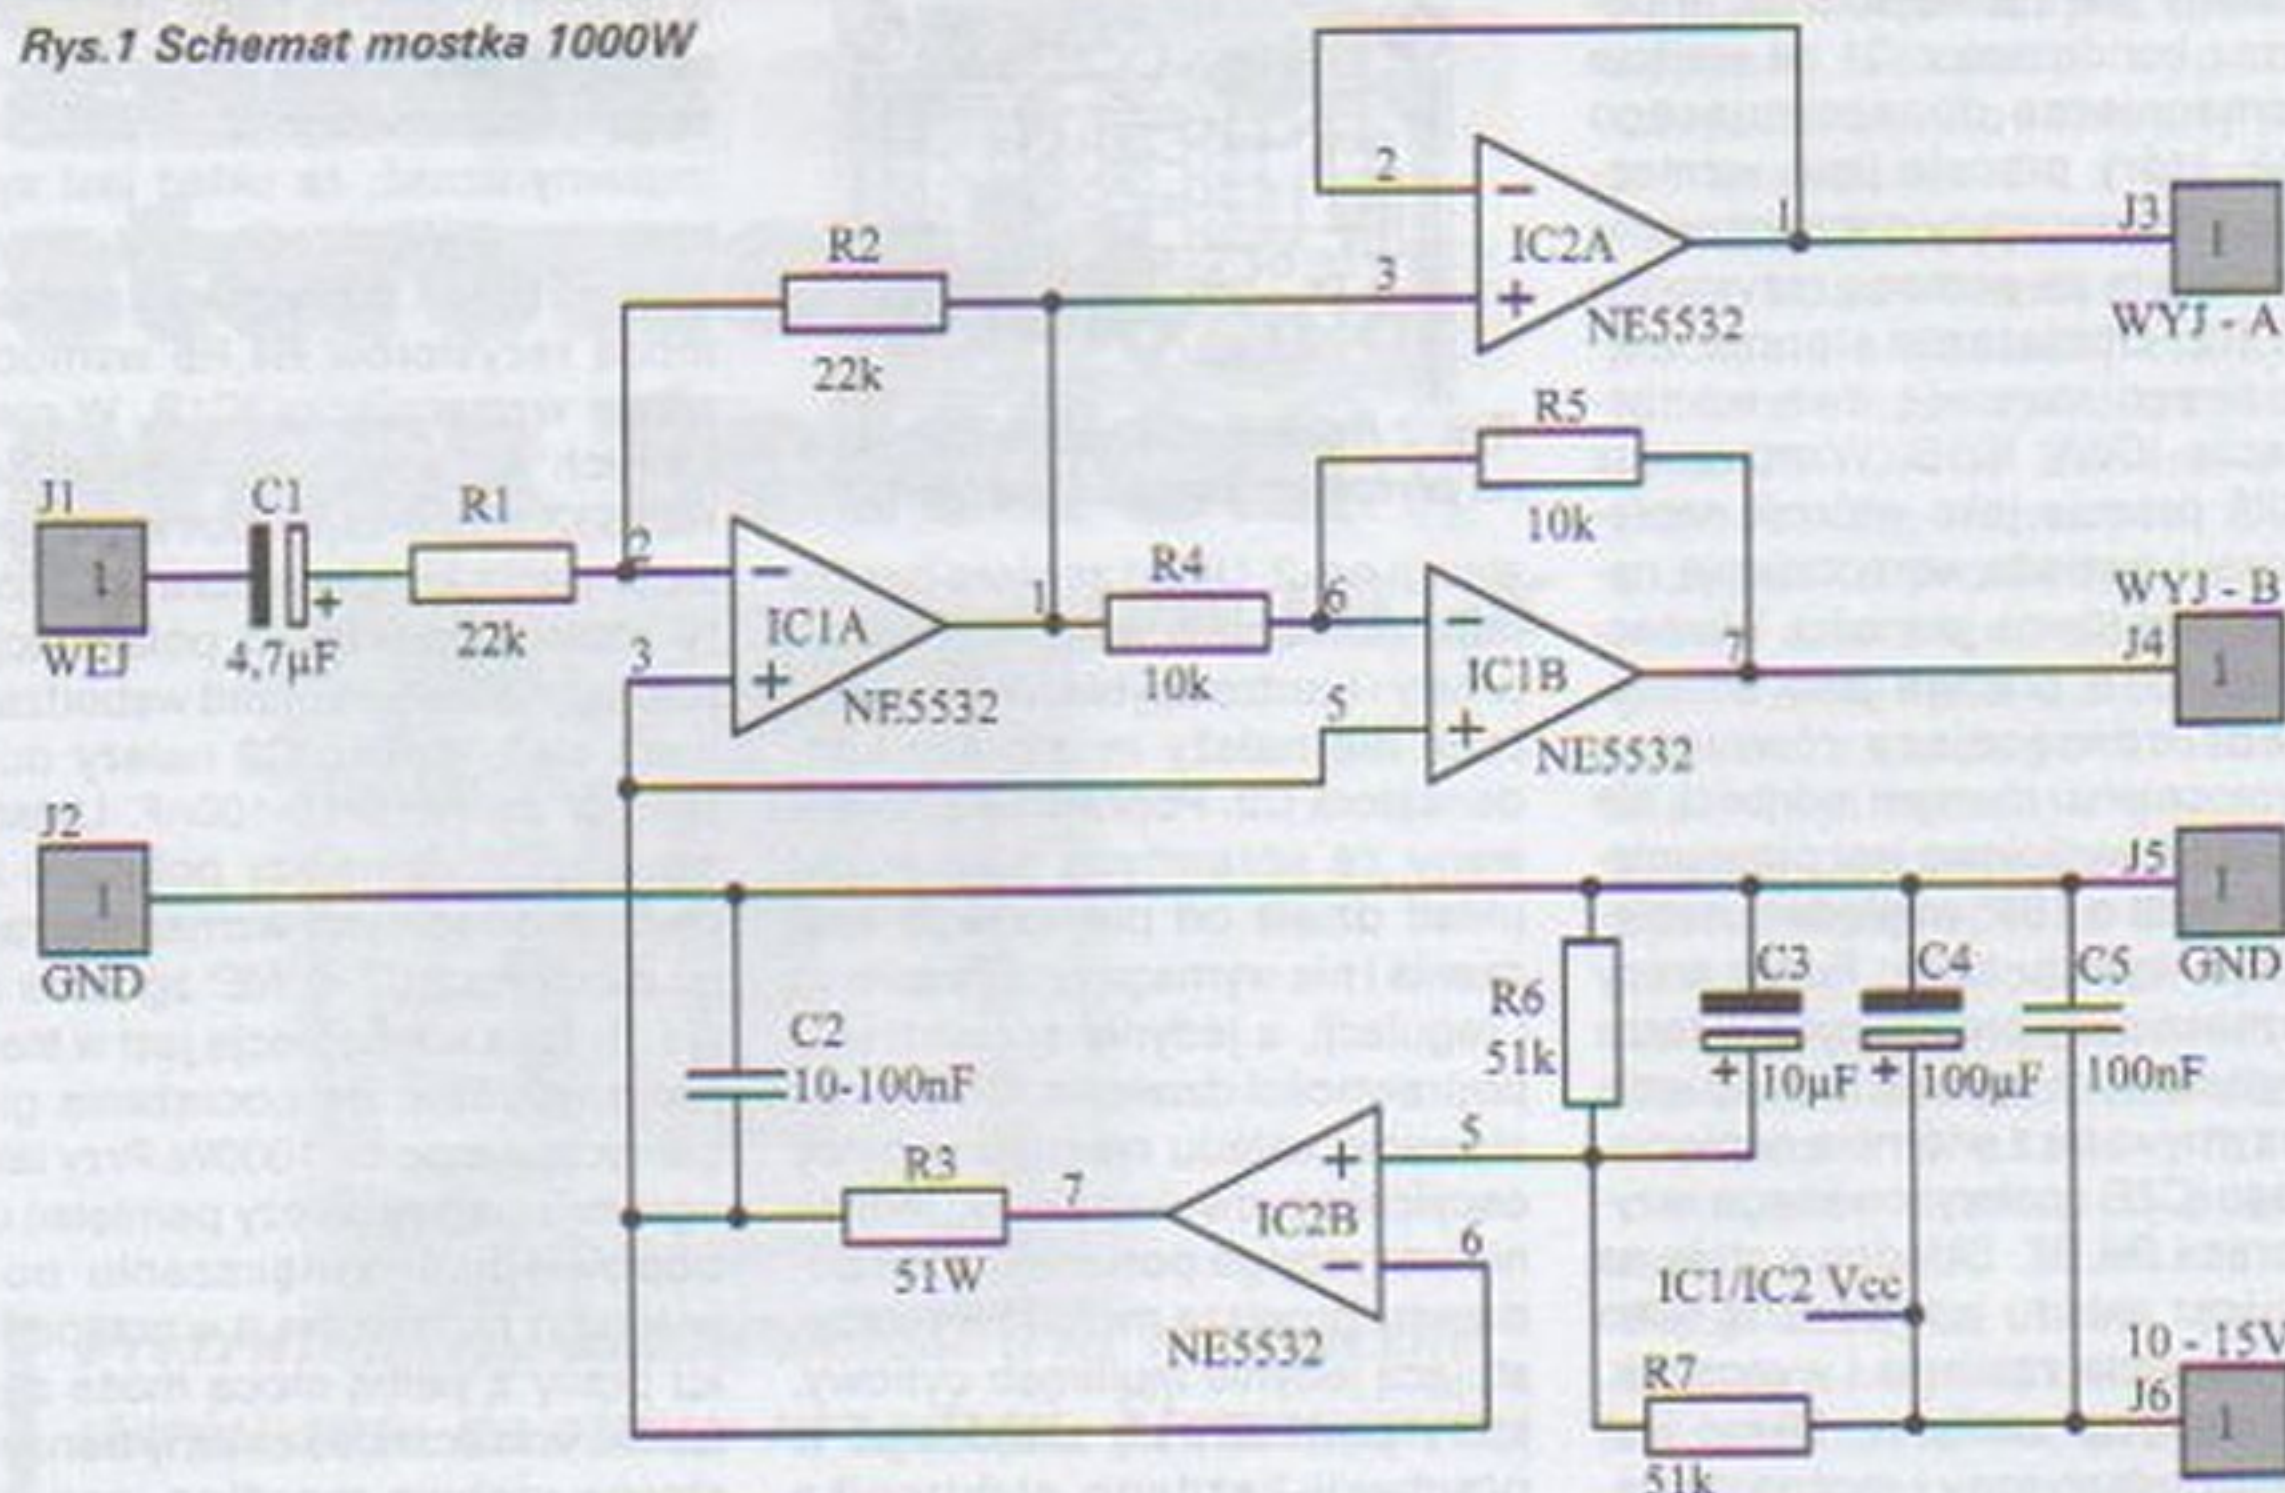 Rys.1 Schemat mostka 1000W
2
IC2A
3
NE5532
1
J3
1
WYJ - A
R2
22k
R5
10k
J1
1
WEJ
C1
+
4,7µF
R1
22k
2
IC1A
3
NE5532
1
R4
10k
6
IC1B
5
NE5532
7
WYJ - B
J4
1
J2
1
GND
J5
1
GND
C2
10-100nF
R6
51k
C3
+
10µF
C4
+
100µF
C5
100nF
R3
51W
7
IC2B
5
6
NE5532
IC1/IC2 Vcc
R7
51k
10 - 15V
J6
1